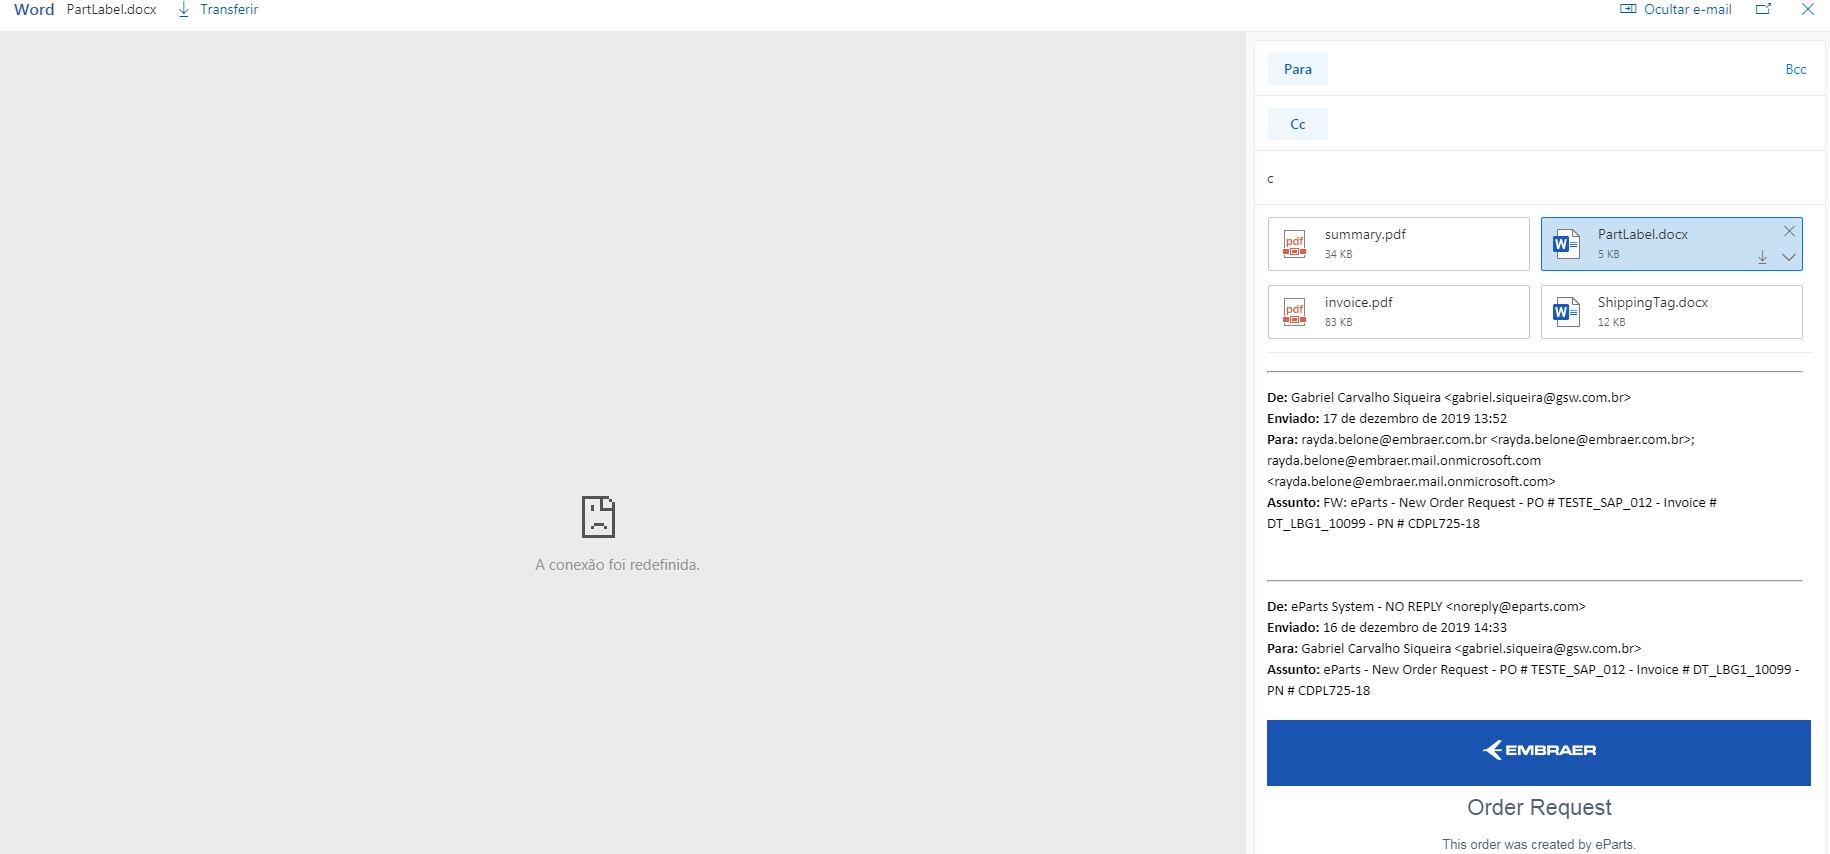 Word PartLabel.docx Transferir
Ocultar e-mail
A conexão foi redefinida.
Para Bcc
Cc
c
summary.pdf
34 KB
PartLabel.docx
5 KB
invoice.pdf
83 KB
ShippingTag.docx
12 KB
De: Gabriel Carvalho Siqueira <gabriel.siqueira@gsw.com.br>
Enviado: 17 de dezembro de 2019 13:52
Para: rayda.belone@embraer.com.br <rayda.belone@embraer.com.br>;
rayda.belone@embraer.mail.onmicrosoft.com
<rayda.belone@embraer.mail.onmicrosoft.com>
Assunto: FW: eParts - New Order Request - PO # TESTE_SAP_012 - Invoice #
DT_LBG1_10099 - PN # CDPL725-18
De: eParts System - NO REPLY <noreply@eparts.com>
Enviado: 16 de dezembro de 2019 14:33
Para: Gabriel Carvalho Siqueira <gabriel.siqueira@gsw.com.br>
Assunto: eParts - New Order Request - PO # TESTE_SAP_012 - Invoice # DT_LBG1_10099 -
PN # CDPL725-18
EMBRAER
Order Request
This order was created by eParts.